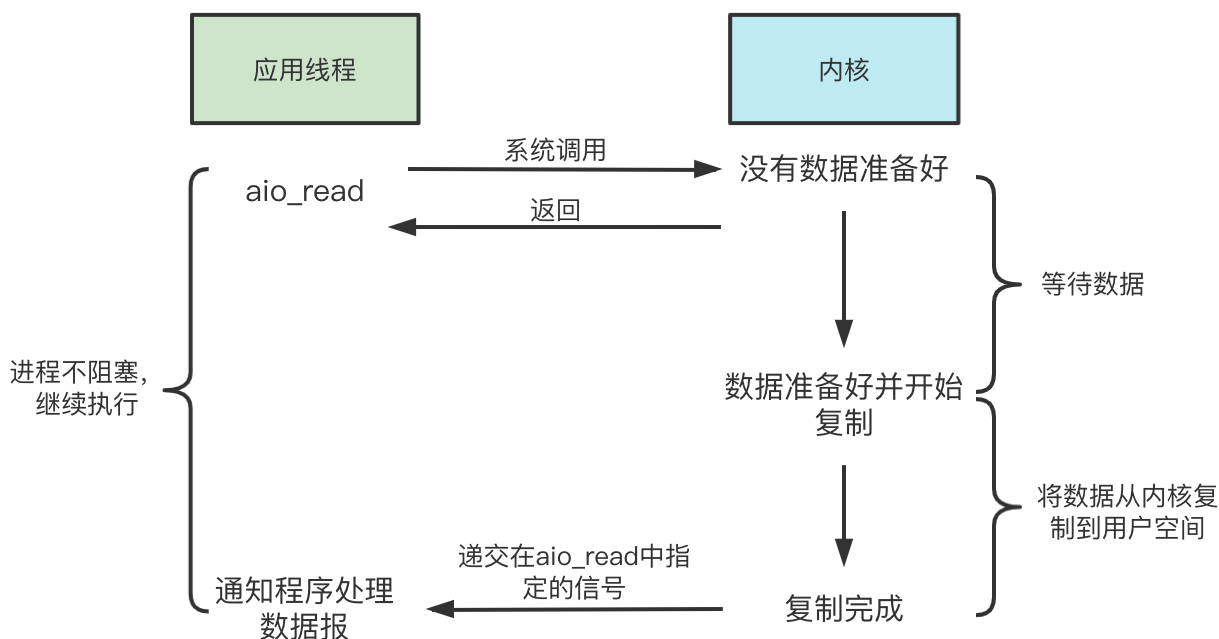 应用线程
内核
系统调用
没有数据准备好
aio_read
返回
等待数据
进程不阻塞，
继续执行
数据准备好并开始
复制
将数据从内核复
制到用户空间
递交在aio_read中指
定的信号
通知程序处理
数据报
复制完成